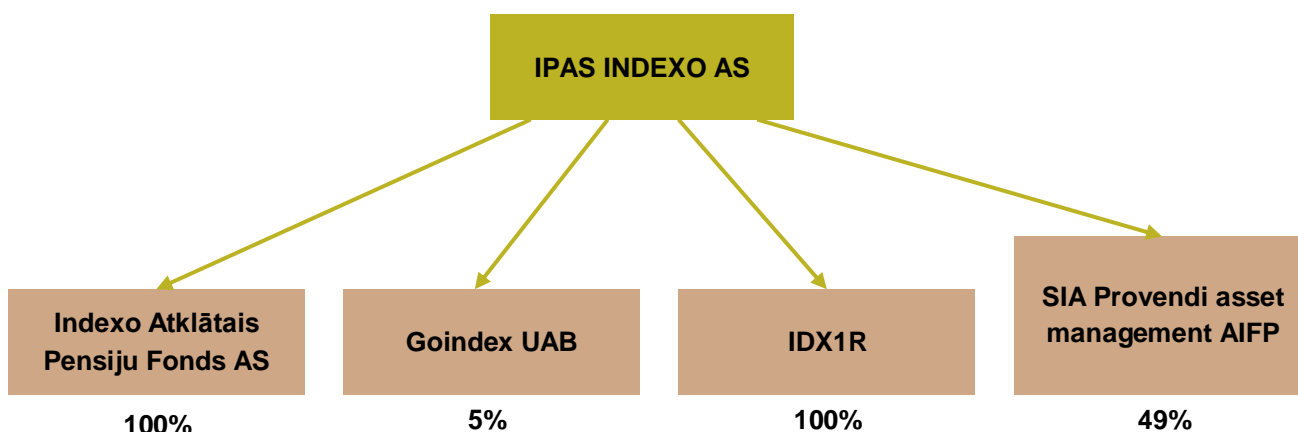 IPAS INDEXO AS
Indexo Atklātais
Pensiju Fonds AS
Goindex UAB
IDX1R
SIA Provendi asset
management AIFP
100%
5%
100%
49%